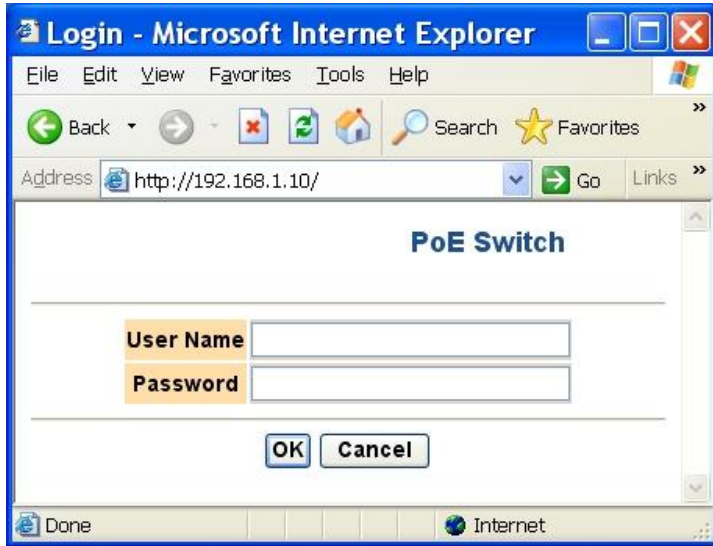 Login - Microsoft Internet Explorer
File Edit View Favorites Tools Help
Back Search Favorites »
Address http://192.168.1.10/ Go Links »
PoE Switch
User Name
Password
OK Cancel
Done Internet